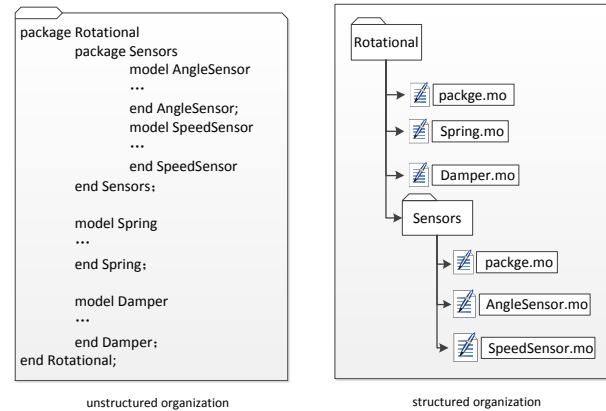 package Rotational
package Sensors
model AngleSensor
…
end AngleSensor;
model SpeedSensor
…
end SpeedSensor
end Sensors；
model Spring
…
end Spring；
model Damper
…
end Damper；
end Rotational;
unstructured organization
Rotational
packge.mo
Spring.mo
Damper.mo
Sensors
packge.mo
AngleSensor.mo
SpeedSensor.mo
structured organization